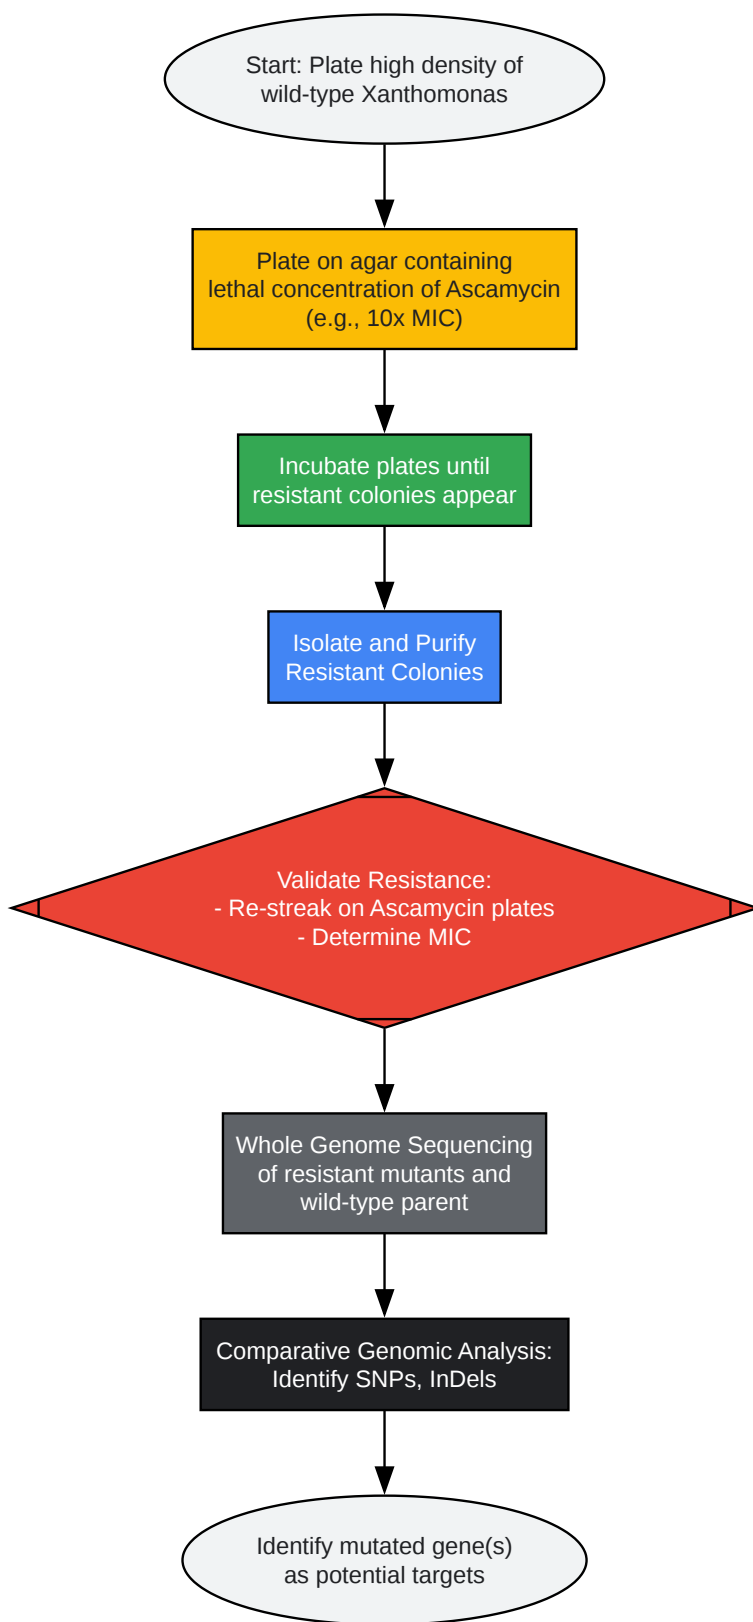 Start: Plate high density of
wild-type Xanthomonas
Plate on agar containing
lethal concentration of Ascamycin
(e.g., 10x MIC)
Incubate plates until
resistant colonies appear
Isolate and Purify
Resistant Colonies
Validate Resistance:
- Re-streak on Ascamycin plates
- Determine MIC
Whole Genome Sequencing
of resistant mutants and
wild-type parent
Comparative Genomic Analysis:
Identify SNPs, InDels
Identify mutated gene(s)
as potential targets